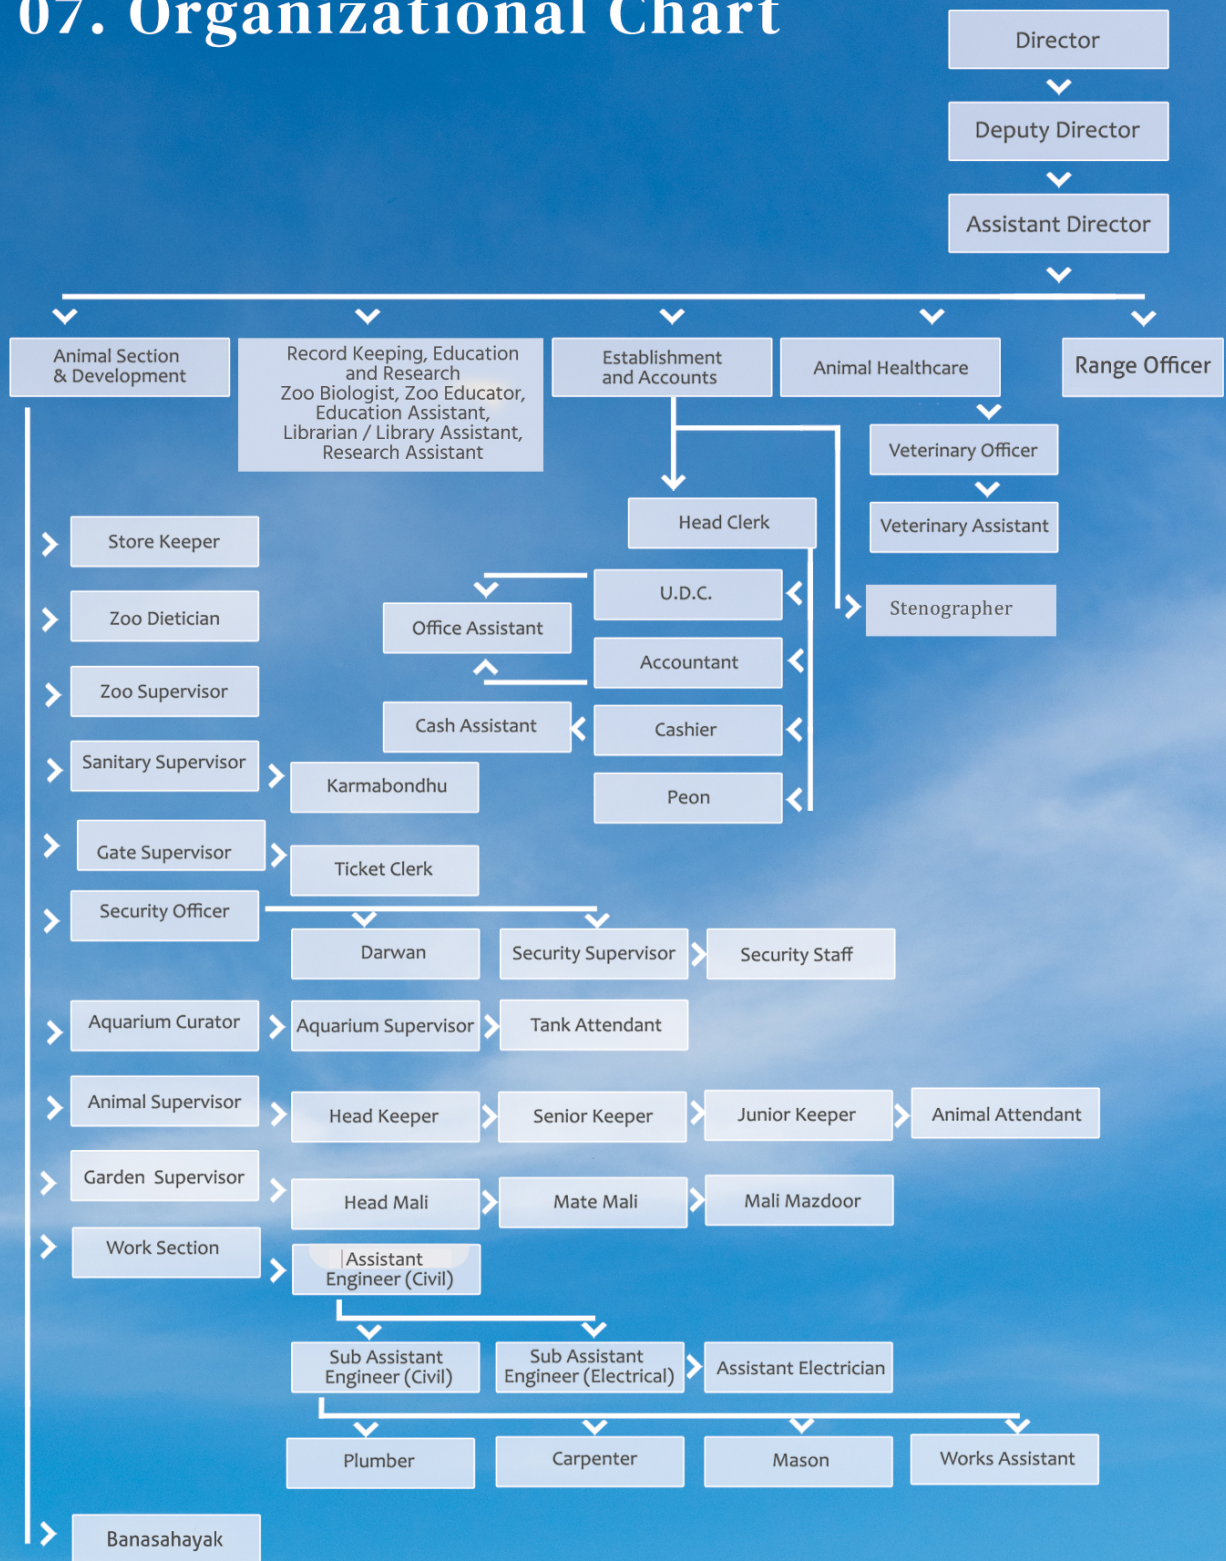 07. Organizational Chart
Director
Deputy Director
Assistant Director
Animal Section
& Development
Record Keeping, Education
and Research
Zoo Biologist, Zoo Educator,
Education Assistant,
Librarian / Library Assistant,
Research Assistant
Establishment
and Accounts
Animal Healthcare
Range Officer
Veterinary Officer
Veterinary Assistant
Head Clerk
Stenographer
U.D.C.
Office Assistant
Accountant
Cash Assistant
Cashier
Peon
Store Keeper
Zoo Dietician
Zoo Supervisor
Sanitary Supervisor
Karmabondhu
Gate Supervisor
Ticket Clerk
Security Officer
Darwan
Security Supervisor
Security Staff
Aquarium Curator
Aquarium Supervisor
Tank Attendant
Animal Supervisor
Head Keeper
Senior Keeper
Junior Keeper
Animal Attendant
Garden Supervisor
Head Mali
Mate Mali
Mali Mazdoor
Work Section
Assistant
Engineer (Civil)
Sub Assistant
Engineer (Civil)
Sub Assistant
Engineer (Electrical)
Assistant Electrician
Plumber
Carpenter
Mason
Works Assistant
Banasahayak